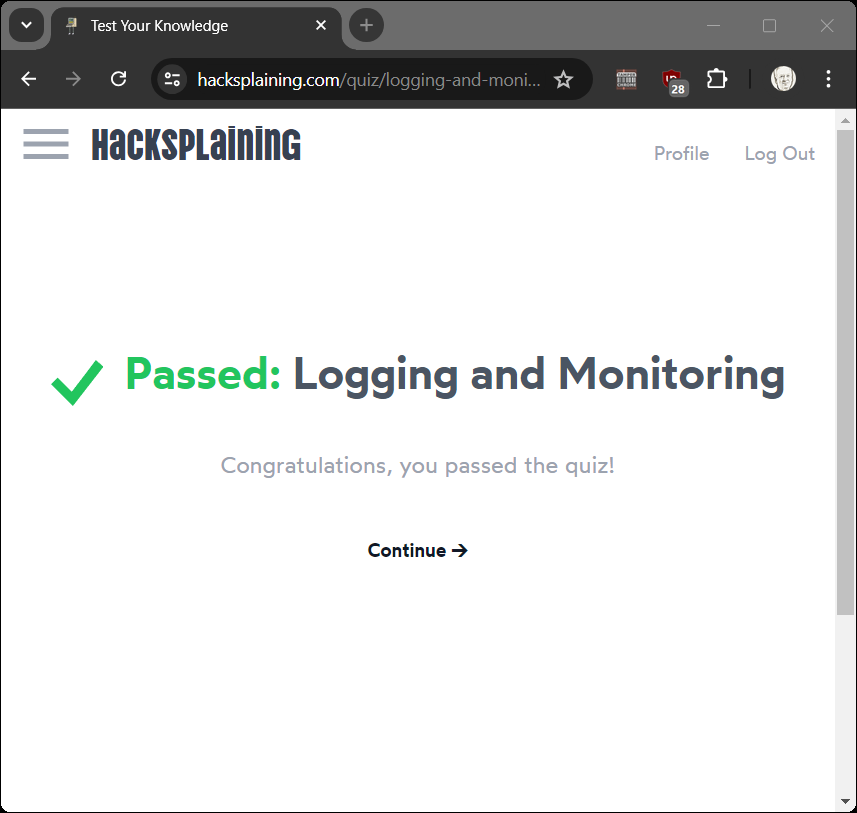 Test Your Knowledge
hacksplaining.com/quiz/logging-and-moni...
28
HACKSPLAINING
Profile
Log Out
Passed: Logging and Monitoring
Congratulations, you passed the quiz!
Continue →